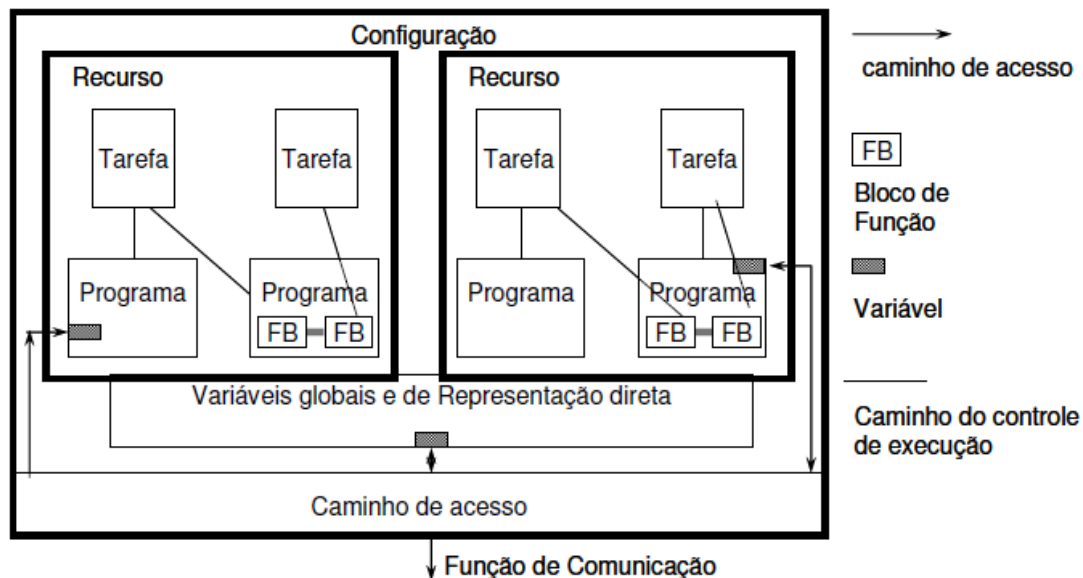 Configuração
Recurso
Recurso
Tarefa
Tarefa
Tarefa
Tarefa
Programa
Programa
FB
FB
Programa
Programa
FB
FB
Variáveis globais e de Representação direta
Caminho de acesso
Função de Comunicação
caminho de acesso
FB
Bloco de
Função
Variável
Caminho do controle
de execução